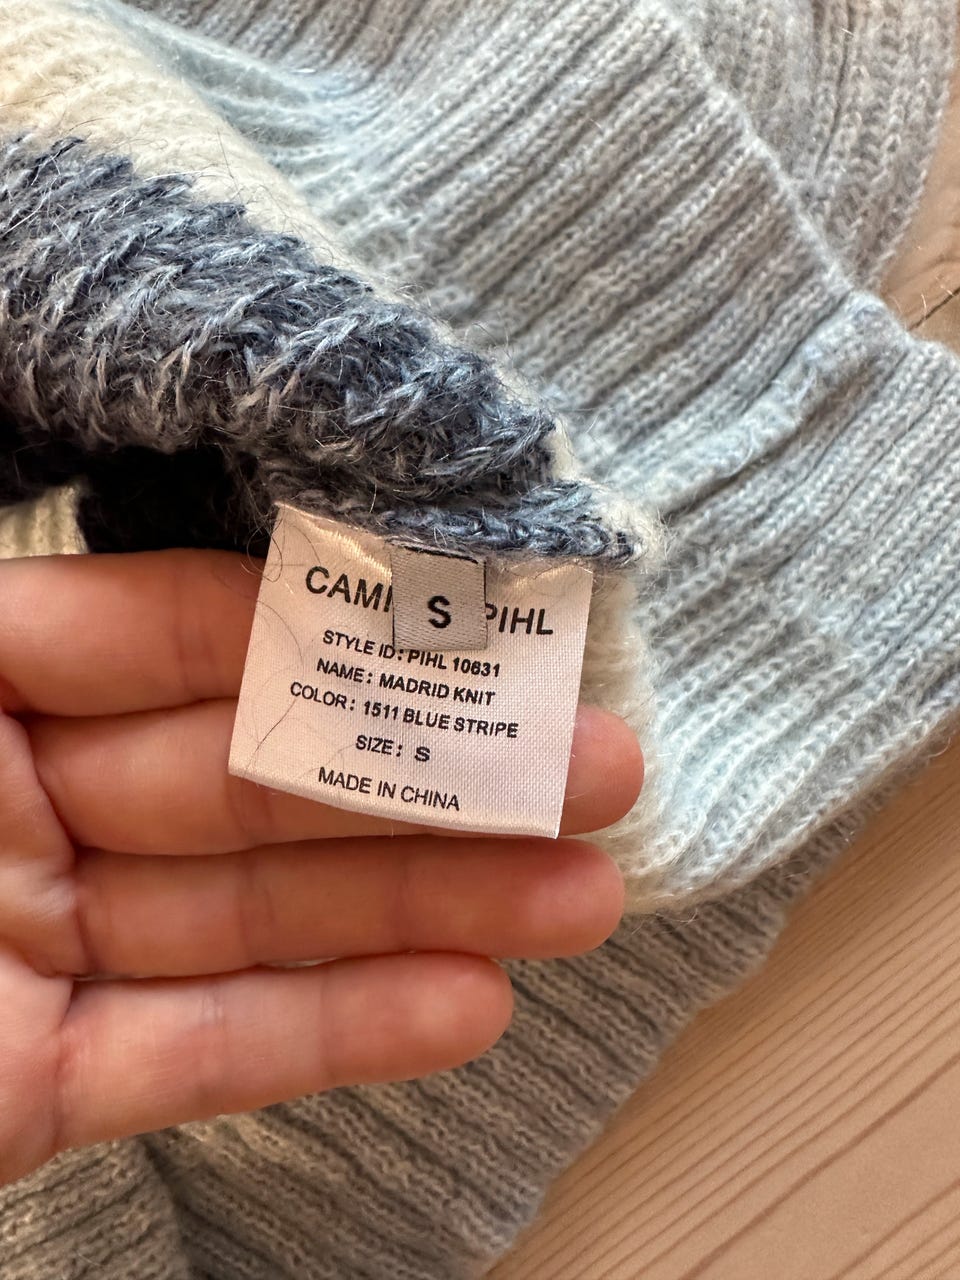 CAMI PIHL
S
STYLE ID: PIHL 10631
NAME: MADRID KNIT
COLOR: 1511 BLUE STRIPE
SIZE: S
MADE IN CHINA